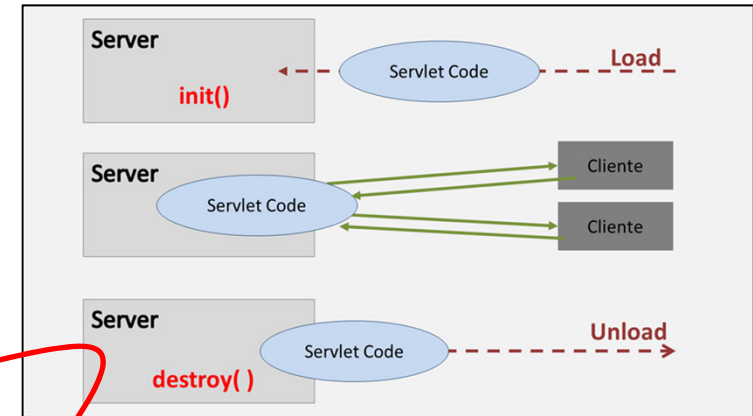 Server
Servlet Code
Load
init()
Server
Servlet Code
Cliente
Cliente
Server
Servlet Code
Unload
destroy( )